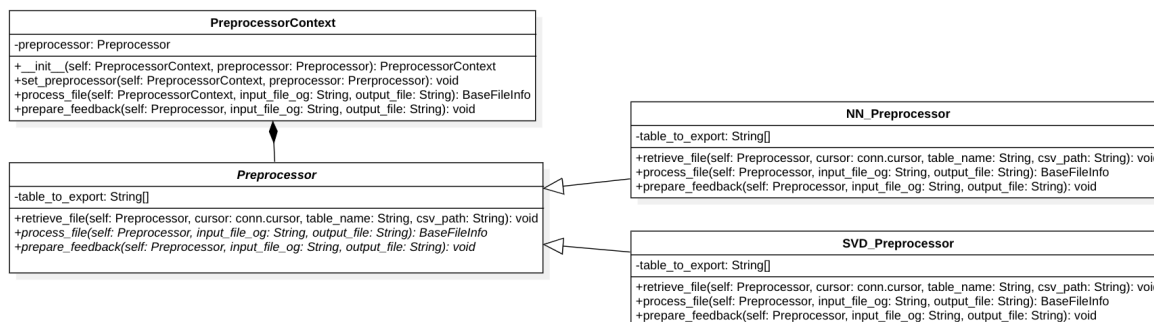 PreprocessorContext
-preprocessor: Preprocessor
+__init__(self: PreprocessorContext, preprocessor: Preprocessor): PreprocessorContext
+set_preprocessor(self: PreprocessorContext, preprocessor: Prerprocessor): void
+process_file(self: PreprocessorContext, input_file_og: String, output_file: String): BaseFileInfo
+prepare_feedback(self: Preprocessor, input_file_og: String, output_file: String): void
Preprocessor
-table_to_export: String[]
+retrieve_file(self: Preprocessor, cursor: conn.cursor, table_name: String, csv_path: String): void
+process_file(self: Preprocessor, input_file_og: String, output_file: String): BaseFileInfo
+prepare_feedback(self: Preprocessor, input_file_og: String, output_file: String): void
NN_Preprocessor
-table_to_export: String[]
+retrieve_file(self: Preprocessor, cursor: conn.cursor, table_name: String, csv_path: String): void
+process_file(self: Preprocessor, input_file_og: String, output_file: String): BaseFileInfo
+prepare_feedback(self: Preprocessor, input_file_og: String, output_file: String): void
SVD_Preprocessor
-table_to_export: String[]
+retrieve_file(self: Preprocessor, cursor: conn.cursor, table_name: String, csv_path: String): void
+process_file(self: Preprocessor, input_file_og: String, output_file: String): BaseFileInfo
+prepare_feedback(self: Preprocessor, input_file_og: String, output_file: String): void